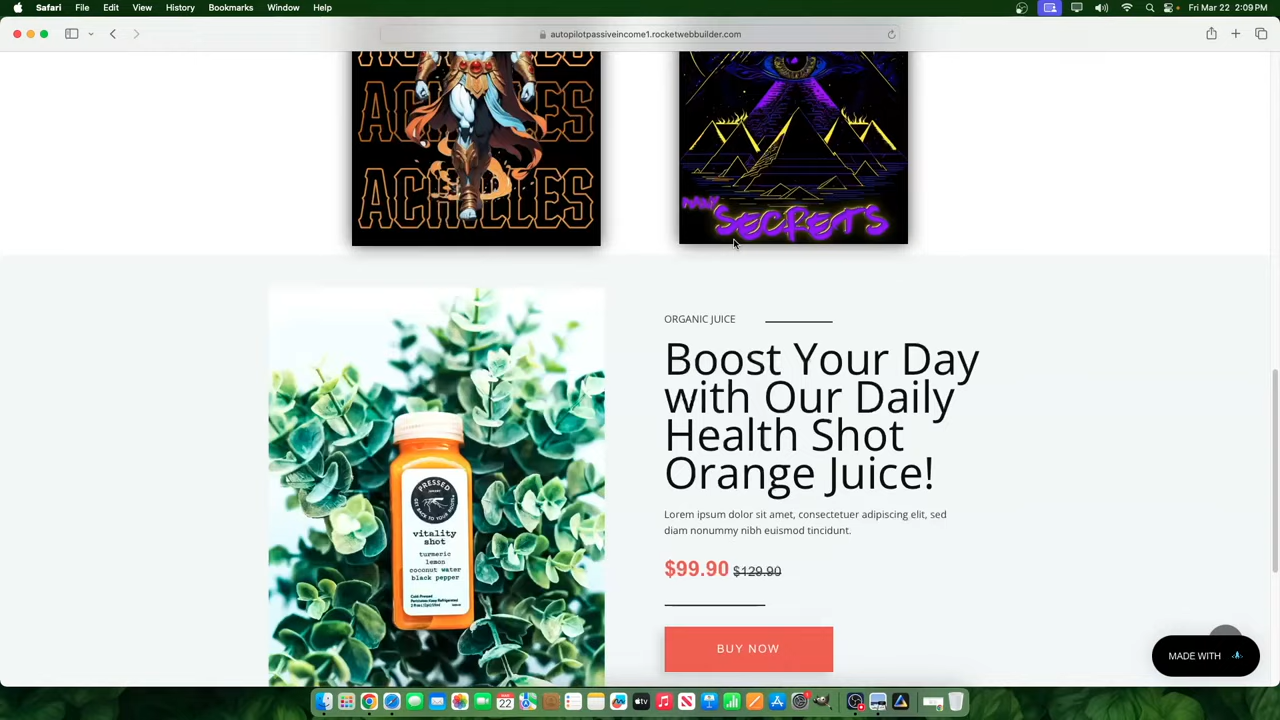 Safari File Edit View History Bookmarks Window Help Fri Mar 22 2:09 PM
autopilotpassiveincome1.rocketwebbuilder.com
ACHILLES
ACHILLES
MY
SECRETS
ORGANIC JUICE
Boost Your Day
with Our Daily
Health Shot
Orange Juice!
Lorem ipsum dolor sit amet, consectetuer adipiscing elit, sed
diam nonummy nibh euismod tincidunt.
$99.90 $129.90
BUY NOW
PRESSED
vitality
shot
turmeric
lemon
coconut water
black pepper
MADE WITH
22